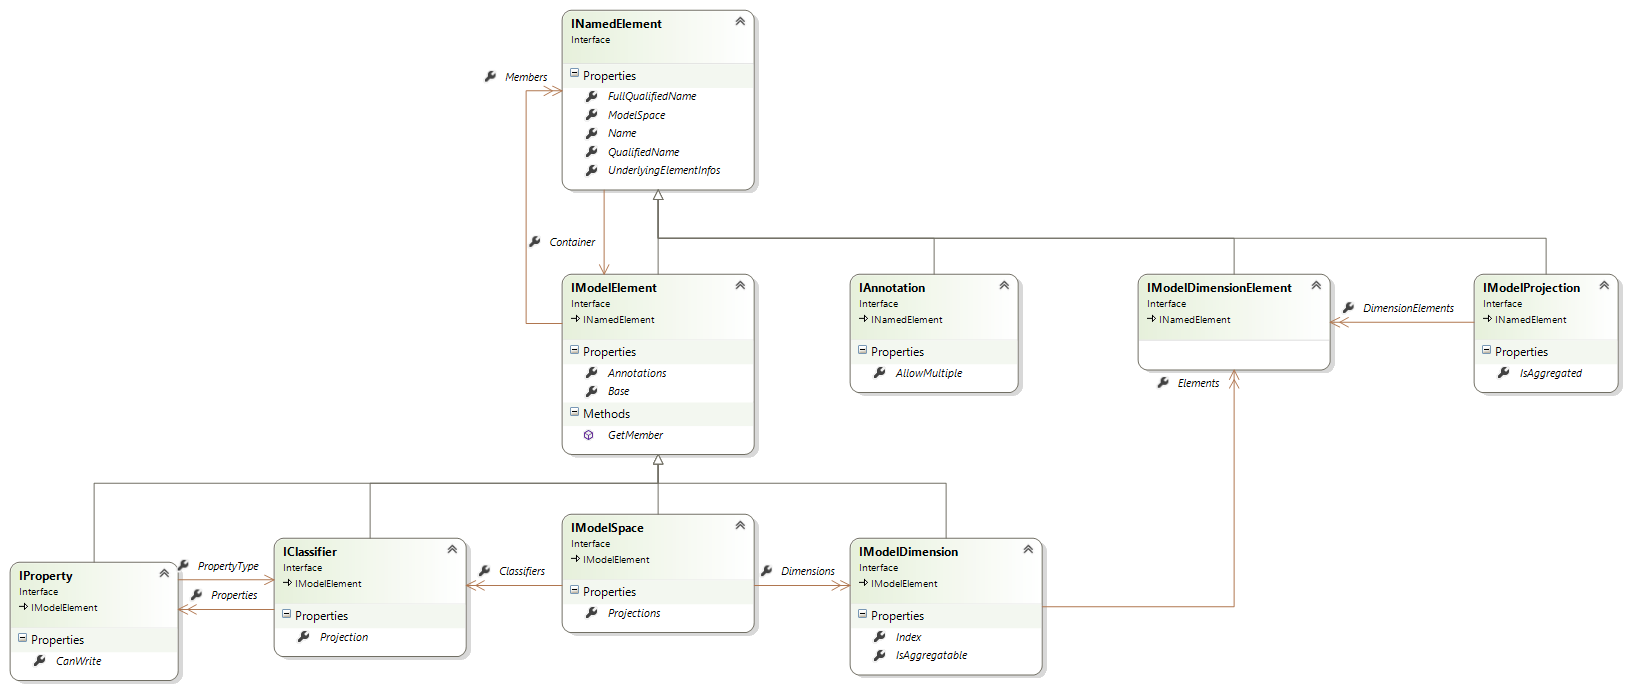 INamedElement
Interface
Properties
FullQualifiedName
ModelSpace
Name
QualifiedName
UnderlyingElementInfos
Members
Container
IModelElement
Interface
INamedElement
Properties
Annotations
Base
Methods
GetMember
IAnnotation
Interface
INamedElement
Properties
AllowMultiple
IModelDimensionElement
Interface
INamedElement
DimensionElements
IModelProjection
Interface
INamedElement
Properties
IsAggregated
Elements
IProperty
Interface
IModelElement
Properties
CanWrite
PropertyType
Properties
IClassifier
Interface
IModelElement
Properties
Projection
Classifiers
IModelSpace
Interface
IModelElement
Properties
Projections
Dimensions
IModelDimension
Interface
IModelElement
Properties
Index
IsAggregatable